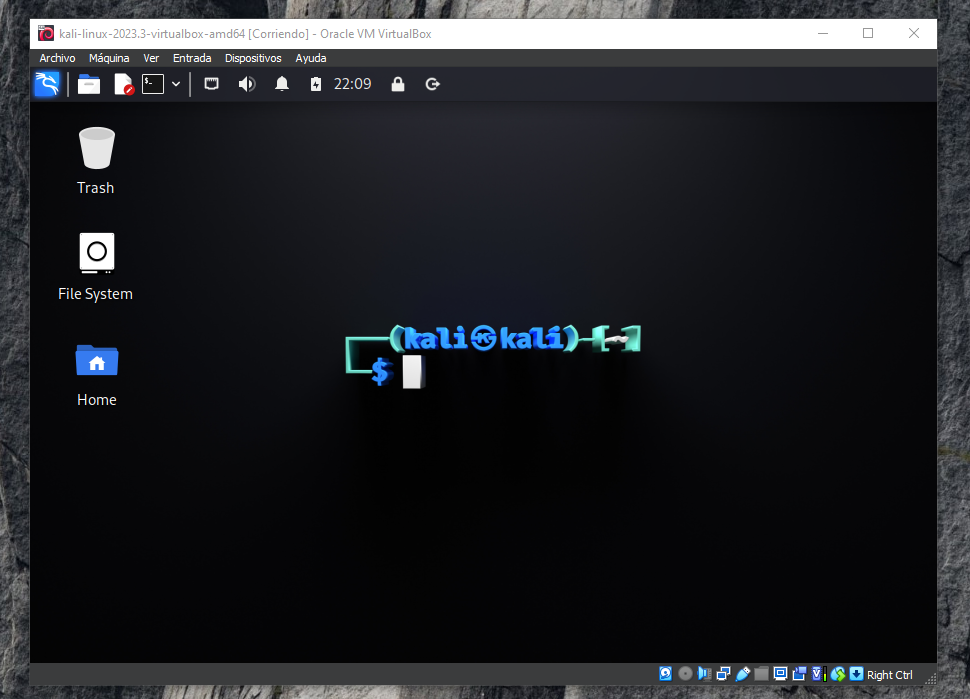 kali-linux-2023.3-virtualbox-amd64 [Corriendo] - Oracle VM VirtualBox
Archivo Máquina Ver Entrada Dispositivos Ayuda
$_ 22:09
Trash
File System
Home
(kali㉿kali)-[~]
$
Right Ctrl